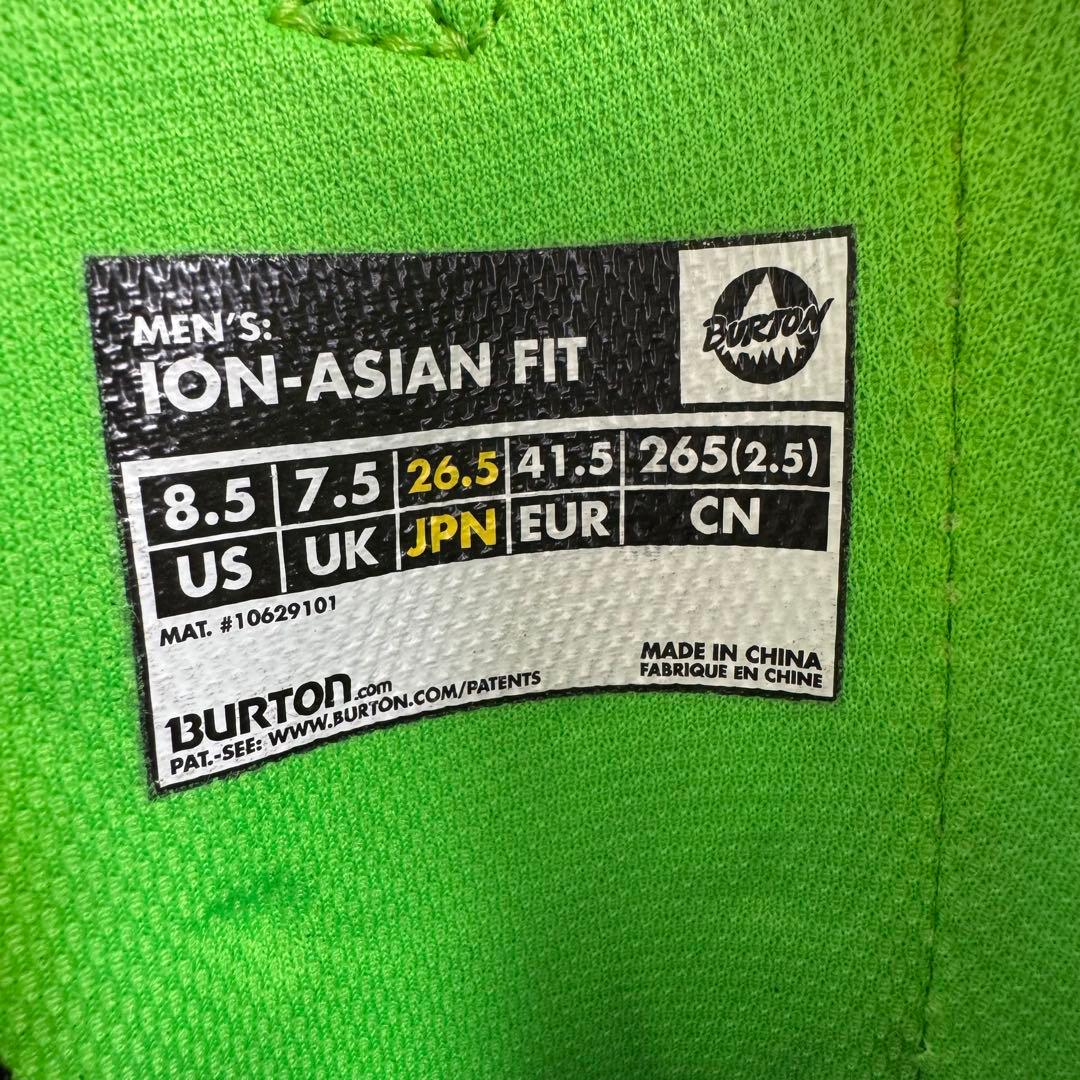 MEN'S:
ION-ASIAN FIT
BURTON
8.5 7.5 26.5 41.5 265(2.5)
US UK JPN EUR CN
MAT. #10629101
MADE IN CHINA
FABRIQUE EN CHINE
BURTON.com
PAT.-SEE: WWW.BURTON.COM/PATENTS